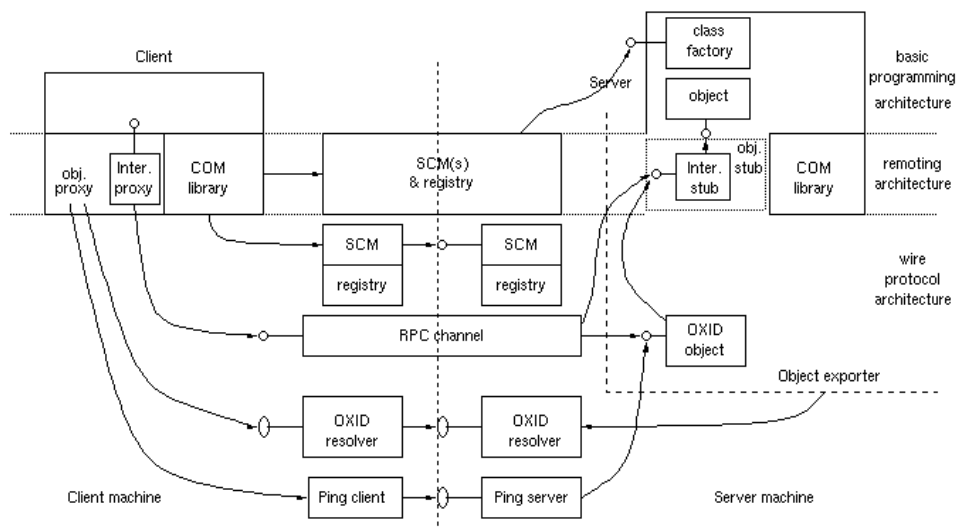 Client
class
factory
Server
basic
programming
architecture
object
obj.
proxy
Inter.
proxy
COM
library
SCM(s)
& registry
obj.
stub
Inter.
stub
COM
library
remoting
architecture
SCM
registry
SCM
registry
wire
protocol
architecture
RPC channel
OXID
object
Object exporter
OXID
resolver
OXID
resolver
Client machine
Ping client
Ping server
Server machine